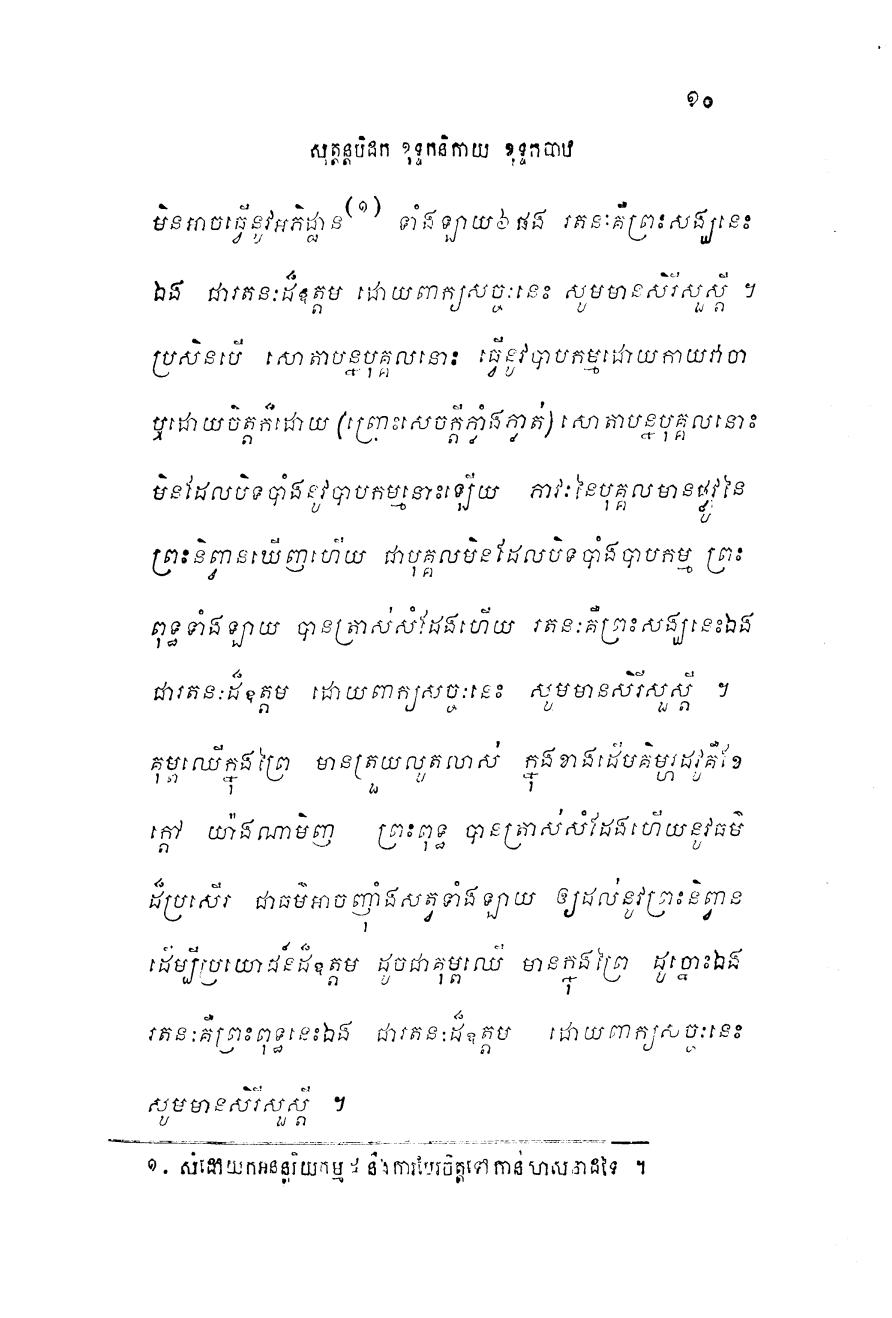 ១០
សុត្តន្តបិដក ខុទ្ទកនិកាយ ខុទ្ទកបាឋ
មិនអាចធ្វើនូវអភិដ្ឋាន(១) ទាំងឡាយ៦ផង រតនៈគឺព្រះសង្ឃនេះ
ឯង ជារតនៈដ៏ឧត្តម ដោយពាក្យសច្ចៈនេះ សូមមានសិរីសួស្តី ។
ប្រសិនបើ សោតាបន្នបុគ្គលនោះ ធ្វើនូវបាបកម្មដោយកាយវាចា
ឬដោយចិត្តក៏ដោយ (ព្រោះសេចក្តីភ្លាំងភ្លាត់) សោតាបន្នបុគ្គលនោះ
មិនដែលបិទបាំងនូវបាបកម្មនោះឡើយ ភាវៈនៃបុគ្គលមានផ្លូវនៃ
ព្រះនិព្វានឃើញហើយ ជាបុគ្គលមិនដែលបិទបាំងបាបកម្ម ព្រះ
ពុទ្ធទាំងឡាយ បានត្រាស់សំដែងហើយ រតនៈគឺព្រះសង្ឃនេះឯង
ជារតនៈដ៏ឧត្តម ដោយពាក្យសច្ចៈនេះ សូមមានសិរីសួស្តី ។
គុម្ពឈើក្នុងព្រៃ មានត្រួយលូតលាស់ ក្នុងខាងដើមគិម្ហរដូវគឺខែ
ក្តៅ យ៉ាងណាមិញ ព្រះពុទ្ធ បានត្រាស់សំដែងហើយនូវធម៌
ដ៏ប្រសើរ ជាធម៌អាចញ៉ាំងសត្វទាំងឡាយ ឲ្យដល់នូវព្រះនិព្វាន
ដើម្បីប្រយោជន៍ដ៏ឧត្តម ដូចជាគុម្ពឈើ មានក្នុងព្រៃ ដូច្នោះឯង
រតនៈគឺព្រះពុទ្ធនេះឯង ជារតនៈដ៏ឧត្តម ដោយពាក្យសច្ចៈនេះ
សូមមានសិរីសួស្តី ។
១. សំដៅយកអនន្តរិយកម្ម ៥ នឹងការបែរចិត្តទៅកាន់សាសនាដទៃ ។